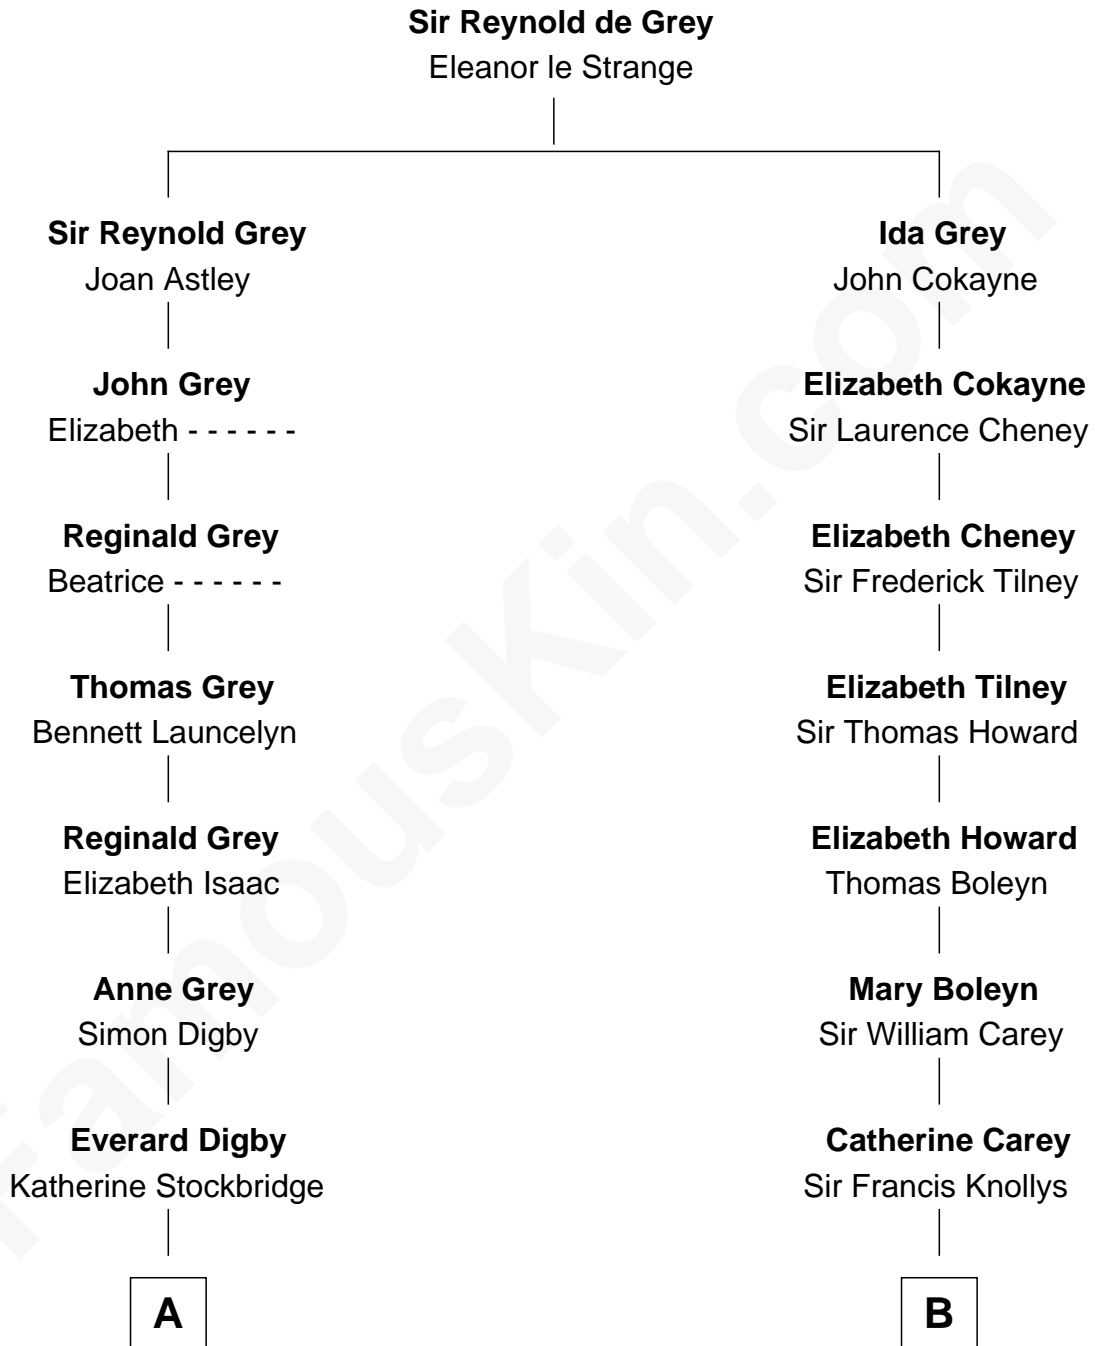 Sir Reynold de Grey
Eleanor le Strange
Sir Reynold Grey
Joan Astley
John Grey
Elizabeth - - - - - -
Reginald Grey
Beatrice - - - - - -
Thomas Grey
Bennett Launcelyn
Reginald Grey
Elizabeth Isaac
Anne Grey
Simon Digby
Everard Digby
Katherine Stockbridge
A
Ida Grey
John Cokayne
Elizabeth Cokayne
Sir Laurence Cheney
Elizabeth Cheney
Sir Frederick Tilney
Elizabeth Tilney
Sir Thomas Howard
Elizabeth Howard
Thomas Boleyn
Mary Boleyn
Sir William Carey
Catherine Carey
Sir Francis Knollys
B
FamousKin.com